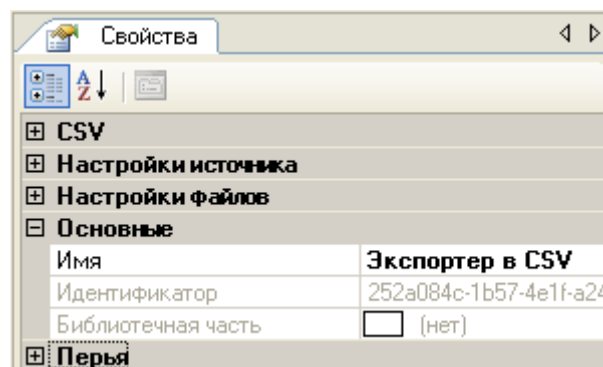 Свойства
CSV
Настройки источника
Настройки файлов
Основные
Имя Экспортер в CSV
Идентификатор 252a084c-1b57-4e1f-a24
Библиотечная часть (нет)
Перья